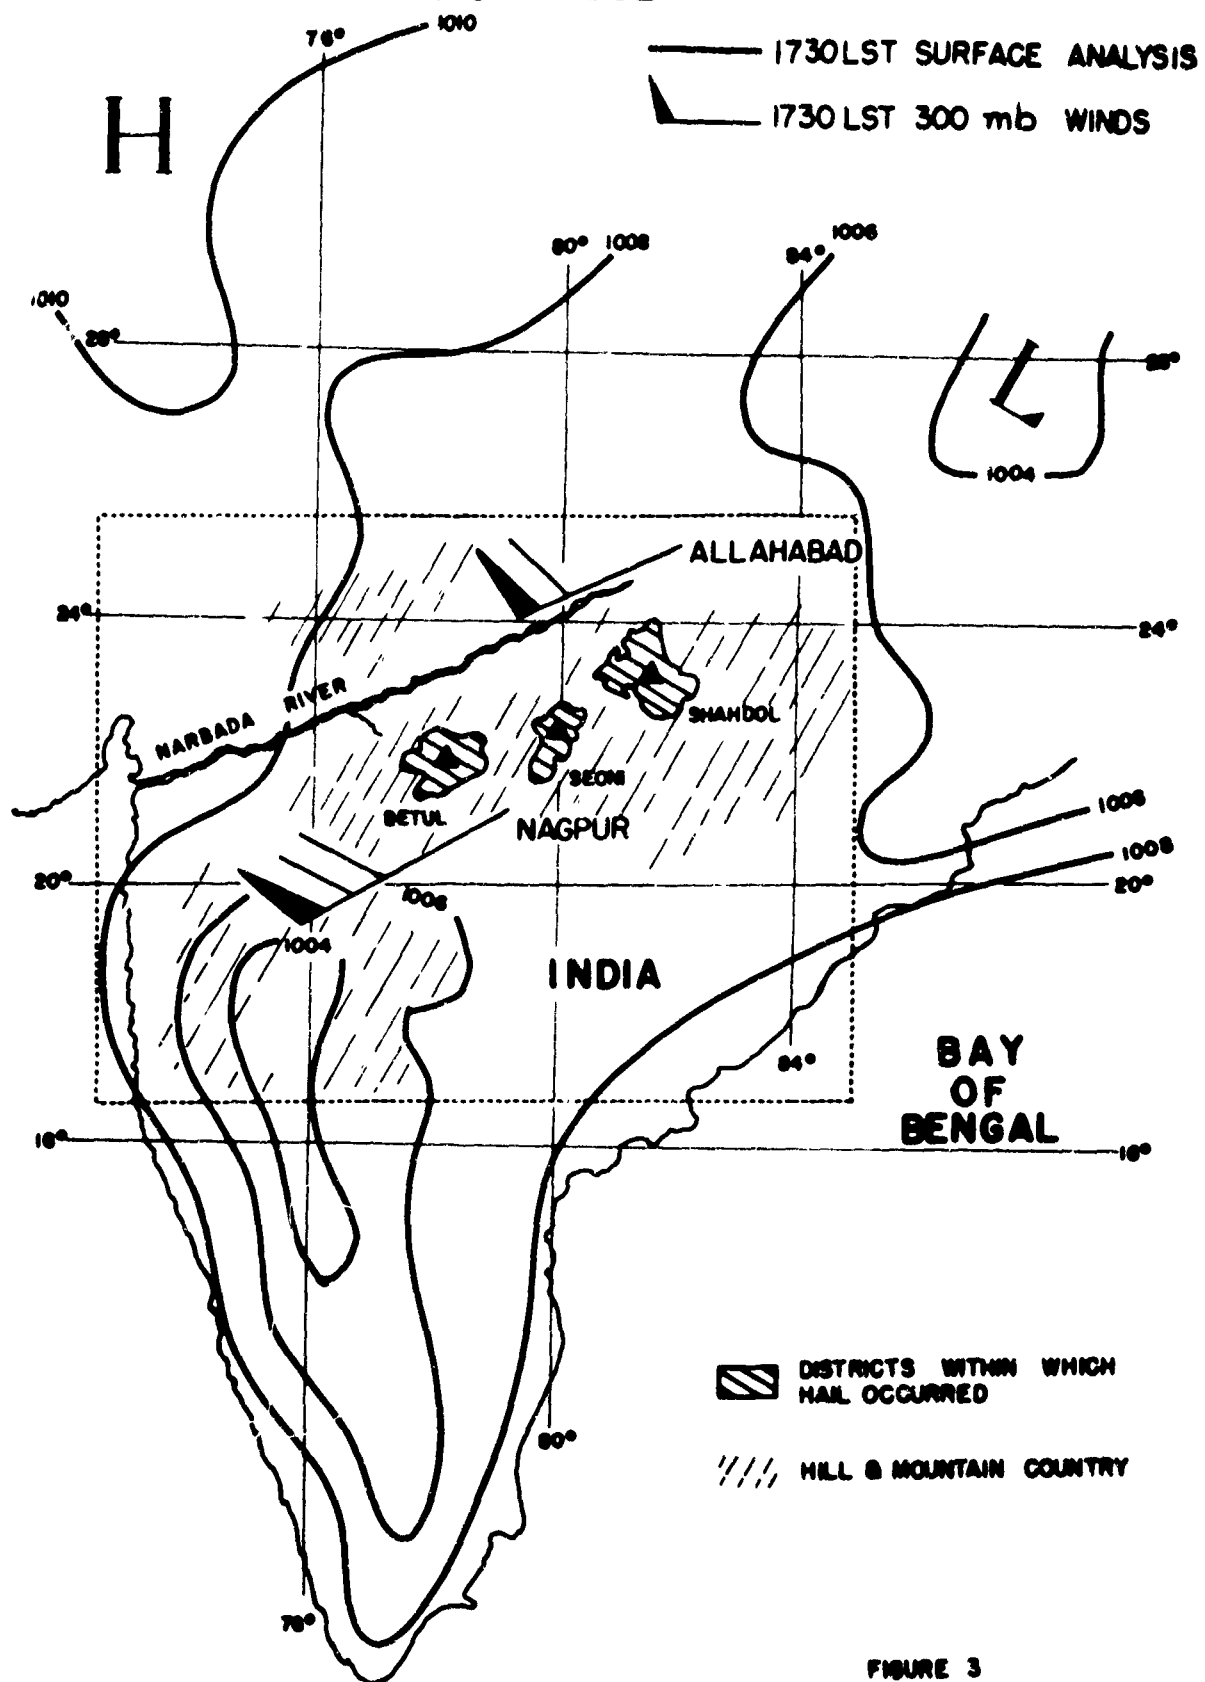 1010
76°
1730 LST SURFACE ANALYSIS
1730 LST 300 mb WINDS
H
80° 1008
84° 1006
1010
28°
28°
L
1004
ALLAHABAD
24°
24°
NARBADA RIVER
SHAHDOL
SEONI
BETUL
NAGPUR
1006
1008
20°
20°
1006
1004
INDIA
BAY
OF
BENGAL
84°
16°
16°
DISTRICTS WITHIN WHICH
HAIL OCCURRED
80°
HILL & MOUNTAIN COUNTRY
76°
FIGURE 3